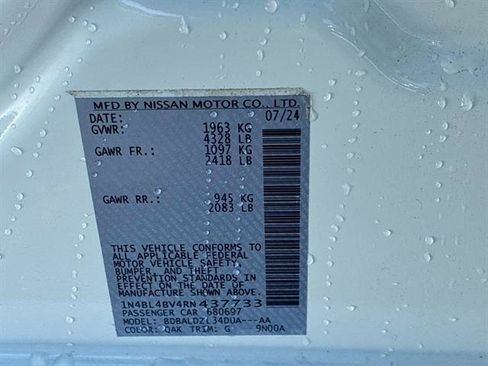 MFD BY NISSAN MOTOR CO., LTD.
DATE: 07/24
GVWR: 1963 KG
4328 LB
GAWR FR.: 1097 KG
2418 LB
GAWR RR.: 945 KG
2083 LB
THIS VEHICLE CONFORMS TO
ALL APPLICABLE FEDERAL
MOTOR VEHICLE SAFETY,
BUMPER, AND THEFT
PREVENTION STANDARDS IN
EFFECT ON THE DATE OF
MANUFACTURE SHOWN ABOVE.
1N4BL4BV4RN437733
PASSENGER CAR 680697
MODEL: BDBALDZL34DUA---AA
COLOR: QAK TRIM: G 9N00A